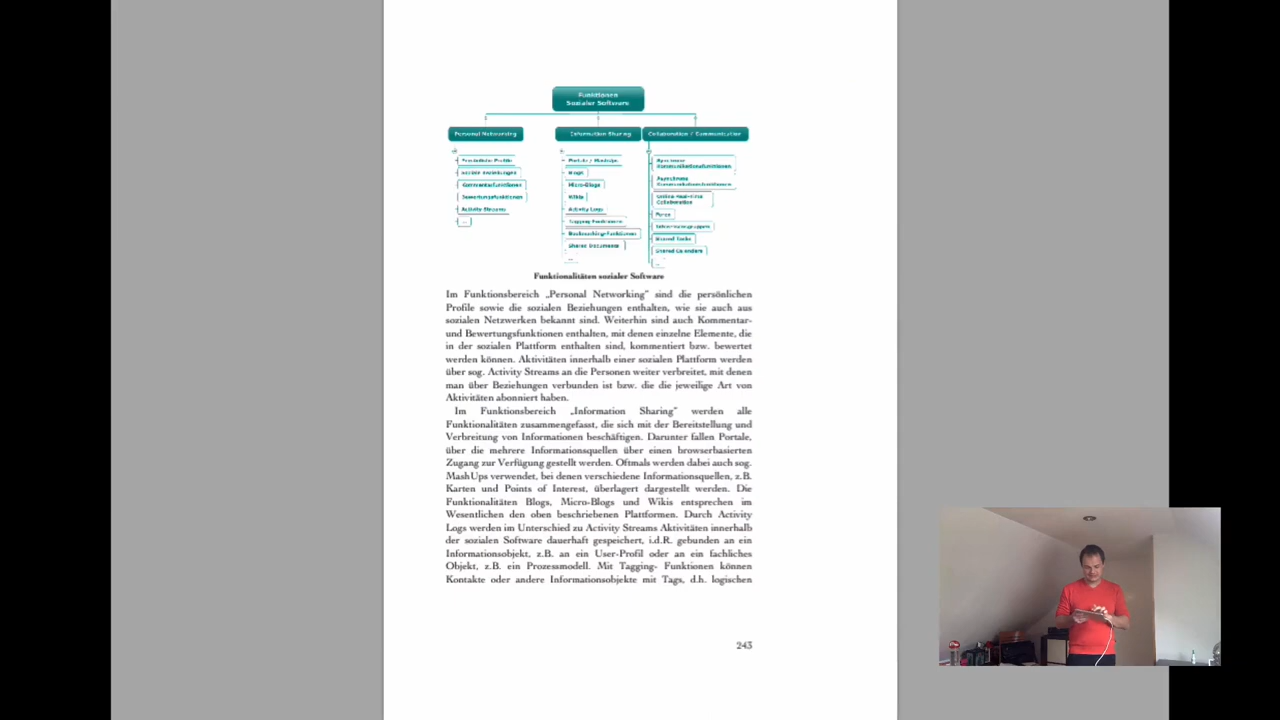 Funktionen
Sozialer Software
Personal Networking
Information Sharing
Collaboration / Communication
Persönliche Profile
Soziale Beziehungen
Kommentarfunktionen
Bewertungsfunktionen
Activity Streams
...
Portale / Mashups
Blogs
Micro-Blogs
Wikis
Activity Logs
Tagging-Funktionen
Bookmarking-Funktionen
Shared Documents
...
Synchrone
Kommunikationsfunktionen
Asynchrone
Kommunikationsfunktionen
Online Real-Time
Collaboration
Foren
Shared Tasks
Shared Calendars
...
Funktionalitäten sozialer Software
Im Funktionsbereich „Personal Networking“ sind die persönlichen
Profile sowie die sozialen Beziehungen enthalten, wie sie auch aus
sozialen Netzwerken bekannt sind. Weiterhin sind auch Kommentar-
und Bewertungsfunktionen enthalten, mit denen einzelne Elemente, die
in der sozialen Plattform enthalten sind, kommentiert bzw. bewertet
werden können. Aktivitäten innerhalb einer sozialen Plattform werden
über sog. Activity Streams an die Personen weiter verbreitet, mit denen
man über Beziehungen verbunden ist bzw. die die jeweilige Art von
Aktivitäten abonniert haben.
Im Funktionsbereich „Information Sharing“ werden alle
Funktionalitäten zusammengefasst, die sich mit der Bereitstellung und
Verbreitung von Informationen beschäftigen. Darunter fallen Portale,
über die mehrere Informationsquellen über einen browserbasierten
Zugang zur Verfügung gestellt werden. Oftmals werden dabei auch sog.
MashUps verwendet, bei denen verschiedene Informationsquellen, z.B.
Karten und Points of Interest, überlagert dargestellt werden. Die
Funktionalitäten Blogs, Micro-Blogs und Wikis entsprechen im
Wesentlichen den oben beschriebenen Plattformen. Durch Activity
Logs werden im Unterschied zu Activity Streams Aktivitäten innerhalb
der sozialen Software dauerhaft gespeichert, i.d.R. gebunden an ein
Informationsobjekt, z.B. an ein User-Profil oder an ein fachliches
Objekt, z.B. ein Prozessmodell. Mit Tagging- Funktionen können
Kontakte oder andere Informationsobjekte mit Tags, d.h. logischen
243